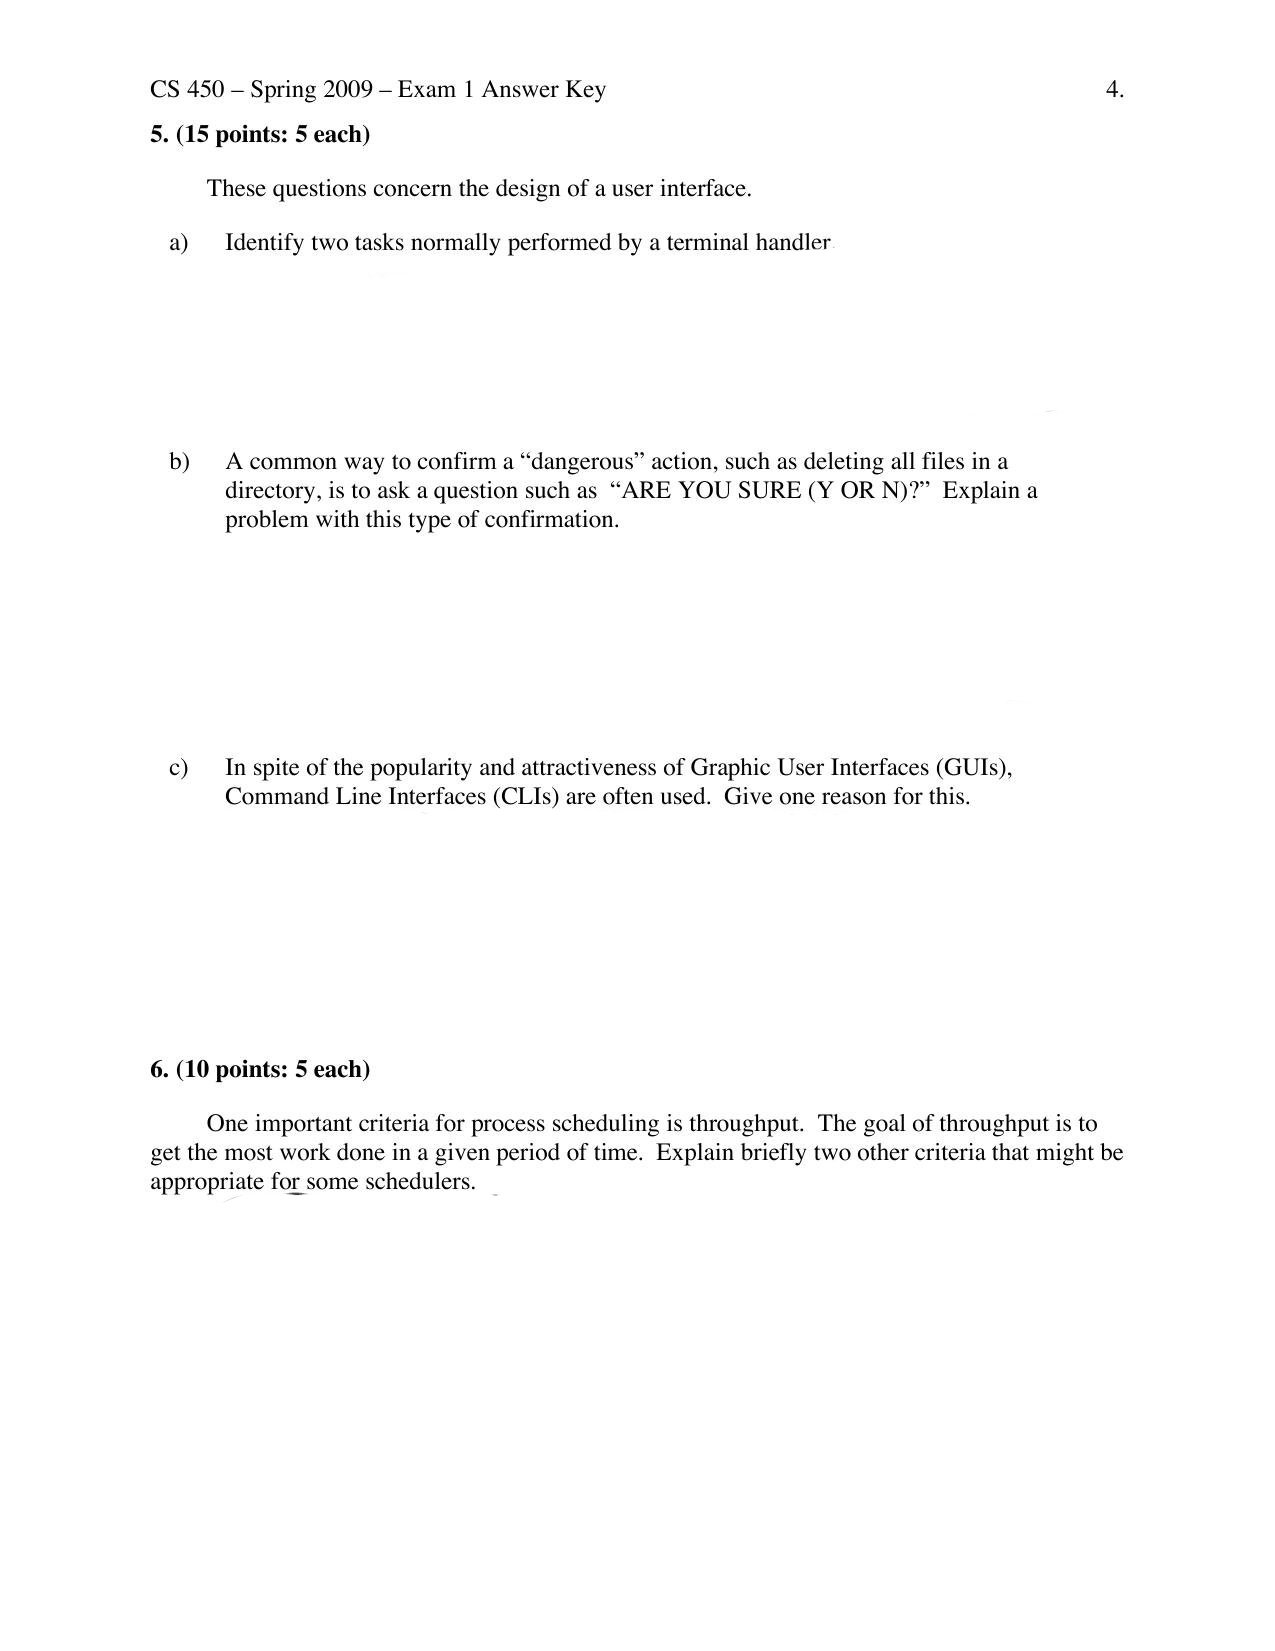 CS 450 – Spring 2009 – Exam 1 Answer Key 4.
5. (15 points: 5 each)
These questions concern the design of a user interface.
a) Identify two tasks normally performed by a terminal handler
b) A common way to confirm a “dangerous” action, such as deleting all files in a
directory, is to ask a question such as “ARE YOU SURE (Y OR N)?” Explain a
problem with this type of confirmation.
c) In spite of the popularity and attractiveness of Graphic User Interfaces (GUIs),
Command Line Interfaces (CLIs) are often used. Give one reason for this.
6. (10 points: 5 each)
One important criteria for process scheduling is throughput. The goal of throughput is to
get the most work done in a given period of time. Explain briefly two other criteria that might be
appropriate for some schedulers.